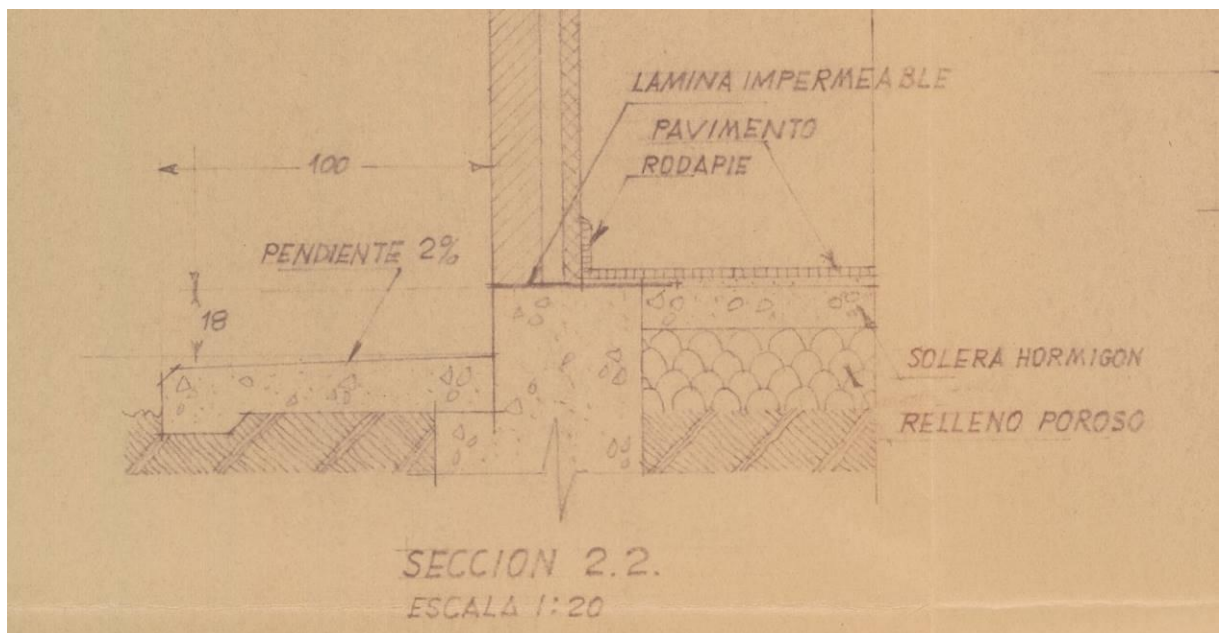 LAMINA IMPERMEABLE
PAVIMENTO
RODAPIE
100
PENDIENTE 2%
18
SOLERA HORMIGON
RELLENO POROSO
SECCION 2.2.
ESCALA 1:20